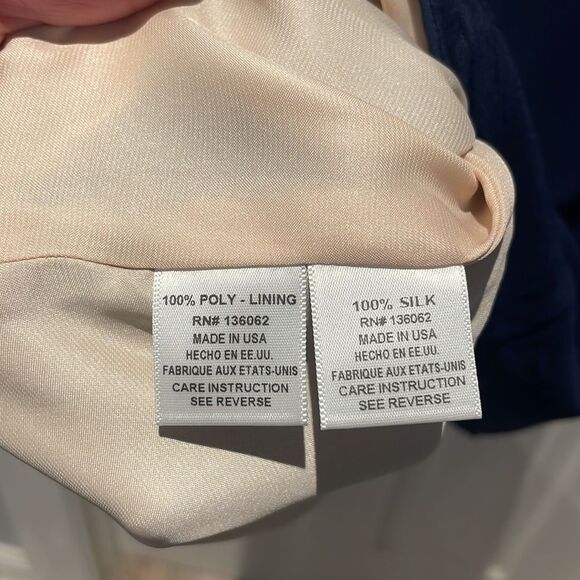 100% POLY - LINING
RN# 136062
MADE IN USA
HECHO EN EE.UU.
FABRIQUE AUX ETATS-UNIS
CARE INSTRUCTION
SEE REVERSE
100% SILK
RN# 136062
MADE IN USA
HECHO EN EE.UU.
FABRIQUE AUX ETATS-UNIS
CARE INSTRUCTION
SEE REVERSE